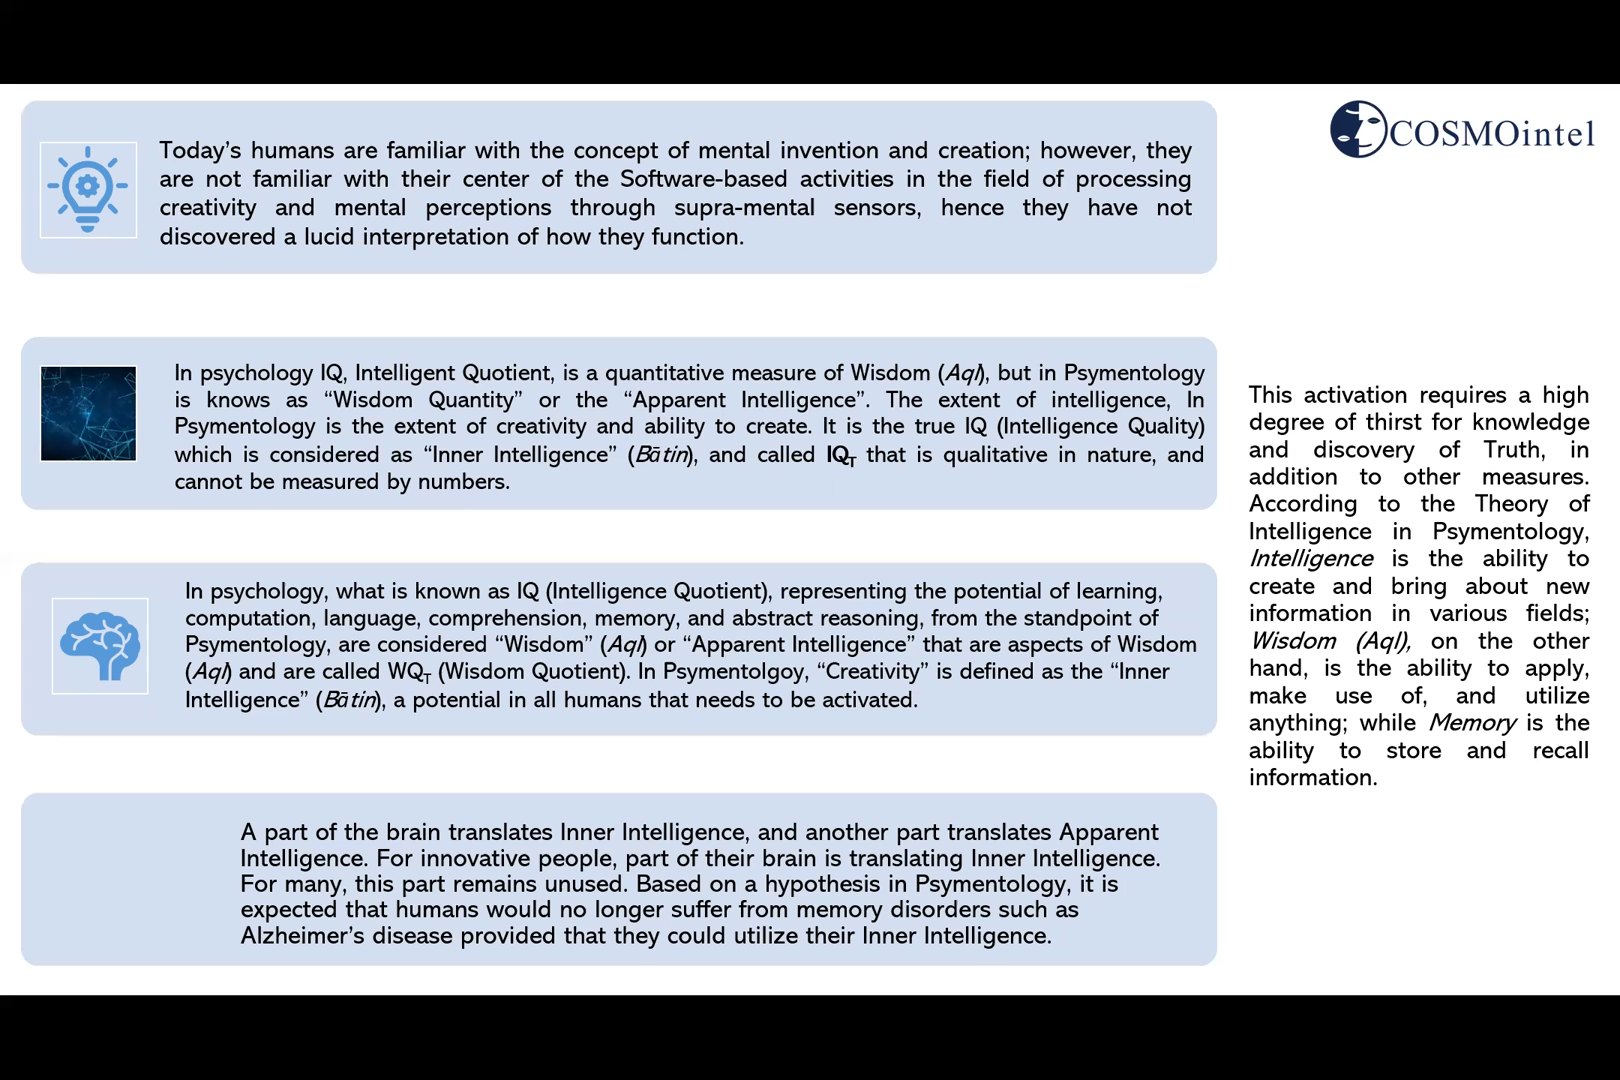 COSMOintel
Today’s humans are familiar with the concept of mental invention and creation; however, they
are not familiar with their center of the Software-based activities in the field of processing
creativity and mental perceptions through supra-mental sensors, hence they have not
discovered a lucid interpretation of how they function.
In psychology IQ, Intelligent Quotient, is a quantitative measure of Wisdom (Aql), but in Psymentology
is knows as “Wisdom Quantity” or the “Apparent Intelligence”. The extent of intelligence, In
Psymentology is the extent of creativity and ability to create. It is the true IQ (Intelligence Quality)
which is considered as “Inner Intelligence” (Bātin), and called IQT that is qualitative in nature, and
cannot be measured by numbers.
In psychology, what is known as IQ (Intelligence Quotient), representing the potential of learning,
computation, language, comprehension, memory, and abstract reasoning, from the standpoint of
Psymentology, are considered “Wisdom” (Aql) or “Apparent Intelligence” that are aspects of Wisdom
(Aql) and are called WQT (Wisdom Quotient). In Psymentolgoy, “Creativity” is defined as the “Inner
Intelligence” (Bātin), a potential in all humans that needs to be activated.
A part of the brain translates Inner Intelligence, and another part translates Apparent
Intelligence. For innovative people, part of their brain is translating Inner Intelligence.
For many, this part remains unused. Based on a hypothesis in Psymentology, it is
expected that humans would no longer suffer from memory disorders such as
Alzheimer’s disease provided that they could utilize their Inner Intelligence.
This activation requires a high
degree of thirst for knowledge
and discovery of Truth, in
addition to other measures.
According to the Theory of
Intelligence in Psymentology,
Intelligence is the ability to
create and bring about new
information in various fields;
Wisdom (Aql), on the other
hand, is the ability to apply,
make use of, and utilize
anything; while Memory is the
ability to store and recall
information.